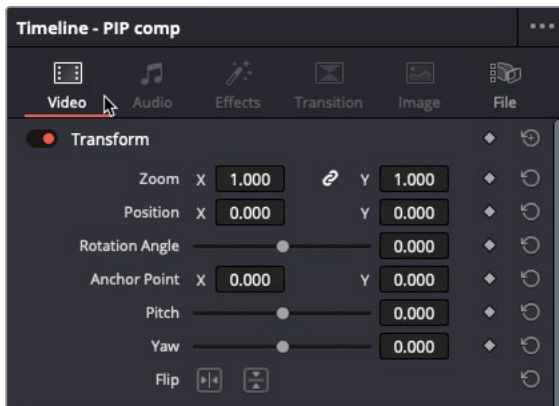 Timeline - PIP comp
Video Audio Effects Transition Image File
Transform
Zoom X 1.000 Y 1.000
Position X 0.000 Y 0.000
Rotation Angle 0.000
Anchor Point X 0.000 Y 0.000
Pitch 0.000
Yaw 0.000
Flip